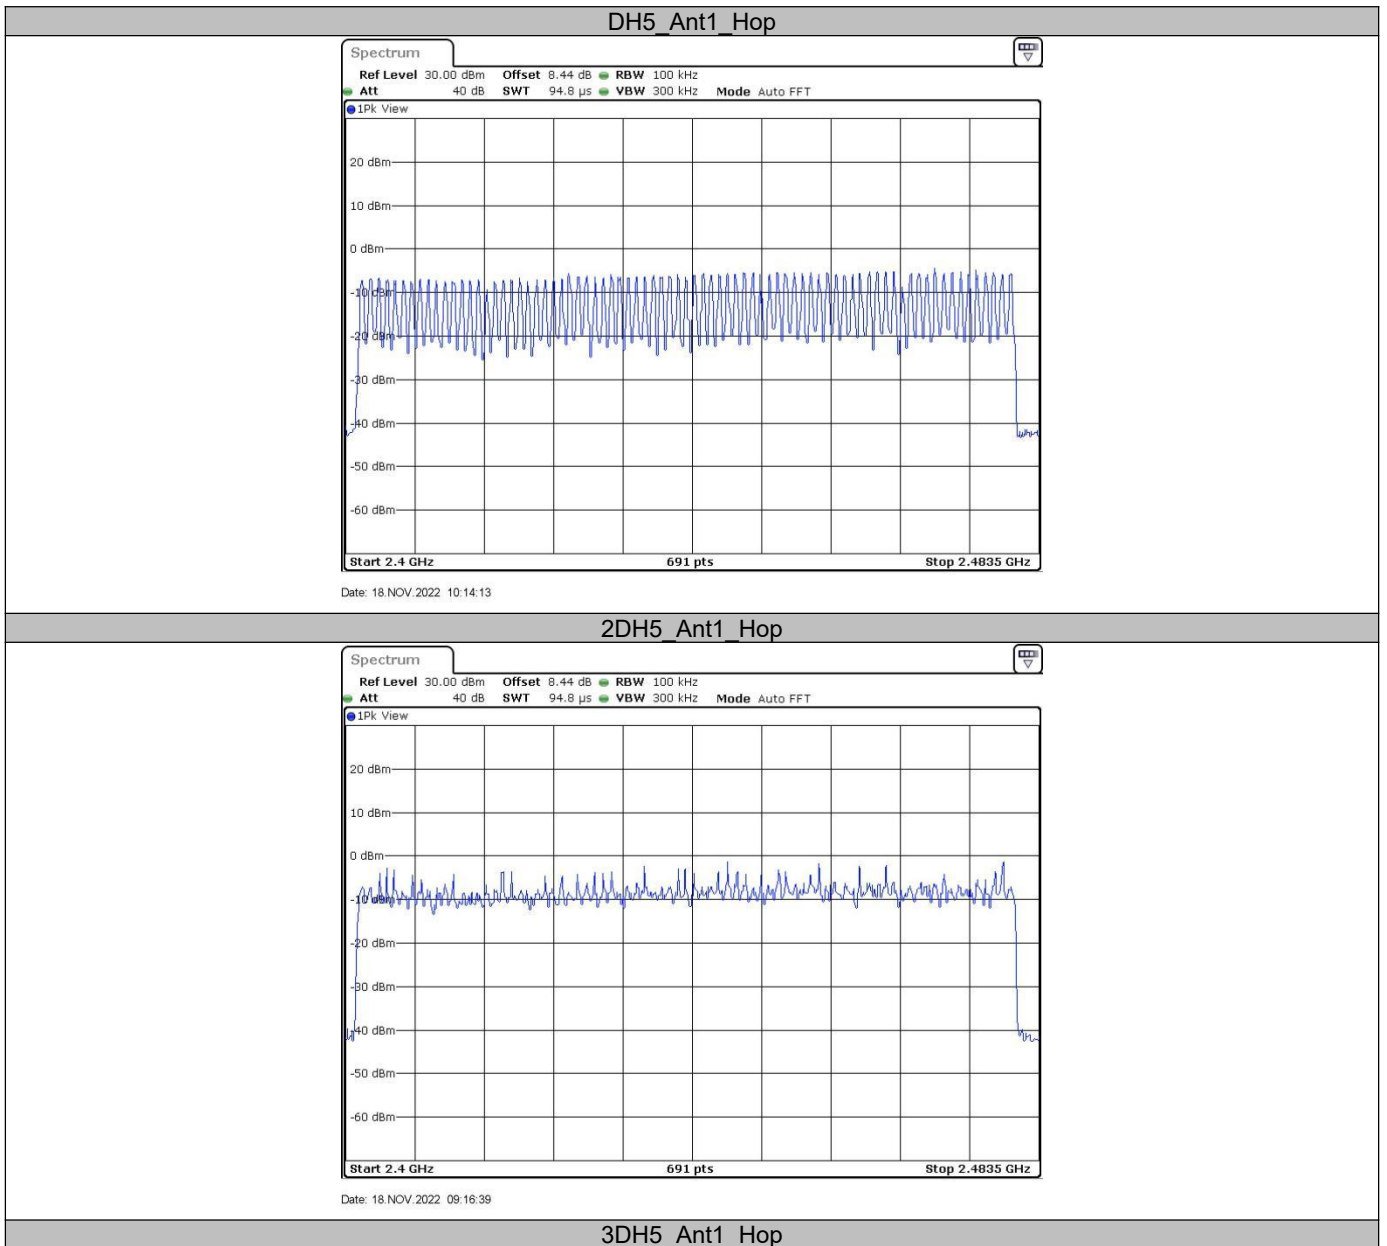 DH5_Ant1_Hop
Spectrum
Ref Level 30.00 dBm Offset 8.44 dB RBW 100 kHz
Att 40 dB SWT 94.8 µs VBW 300 kHz Mode Auto FFT
1Pk View
20 dBm
10 dBm
0 dBm
-10 dBm
-20 dBm
-30 dBm
-40 dBm
-50 dBm
-60 dBm
Start 2.4 GHz 691 pts Stop 2.4835 GHz
Date: 18.NOV.2022 10:14:13
2DH5_Ant1_Hop
Spectrum
Ref Level 30.00 dBm Offset 8.44 dB RBW 100 kHz
Att 40 dB SWT 94.8 µs VBW 300 kHz Mode Auto FFT
1Pk View
20 dBm
10 dBm
0 dBm
-10 dBm
-20 dBm
-30 dBm
-40 dBm
-50 dBm
-60 dBm
Start 2.4 GHz 691 pts Stop 2.4835 GHz
Date: 18.NOV.2022 09:16:39
3DH5_Ant1_Hop